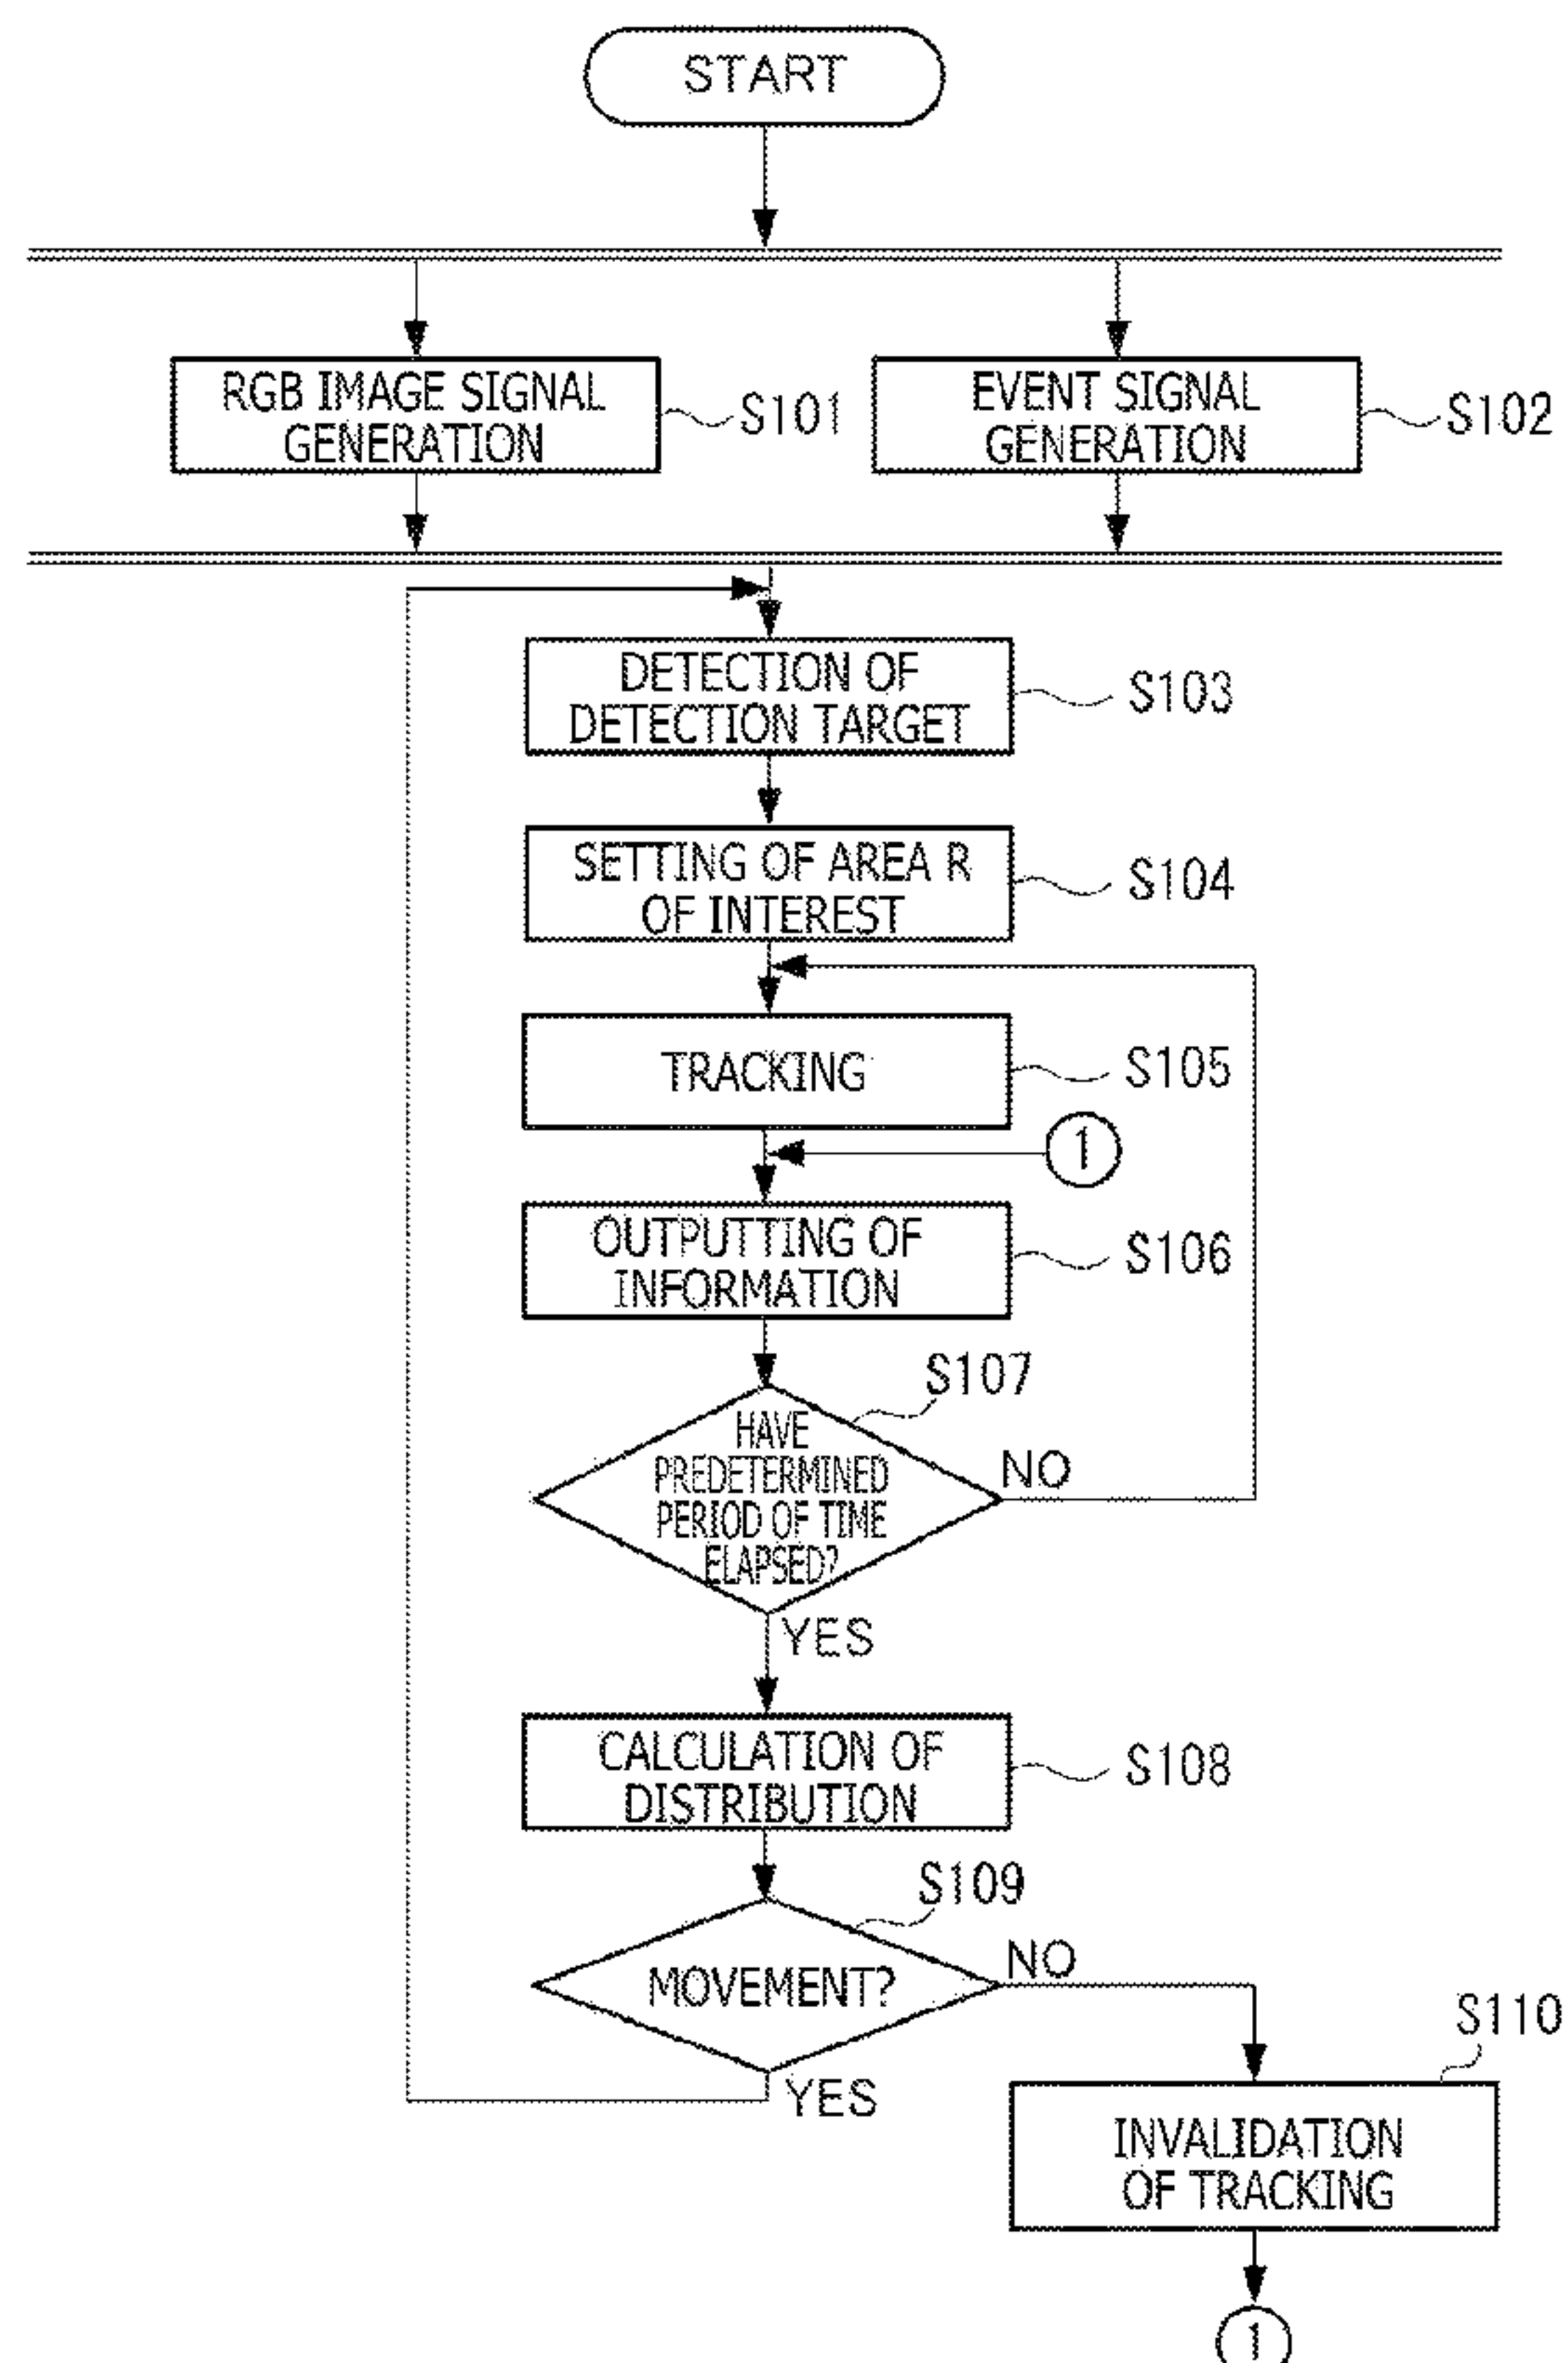 START
RGB IMAGE SIGNAL
GENERATION
S101
EVENT SIGNAL
GENERATION
S102
DETECTION OF
DETECTION TARGET
S103
SETTING OF AREA R
OF INTEREST
S104
TRACKING
S105
1
OUTPUTTING OF
INFORMATION
S106
S107
HAVE
PREDETERMINED
PERIOD OF TIME
ELAPSED?
NO
YES
CALCULATION OF
DISTRIBUTION
S108
S109
MOVEMENT?
NO
YES
S110
INVALIDATION
OF TRACKING
1